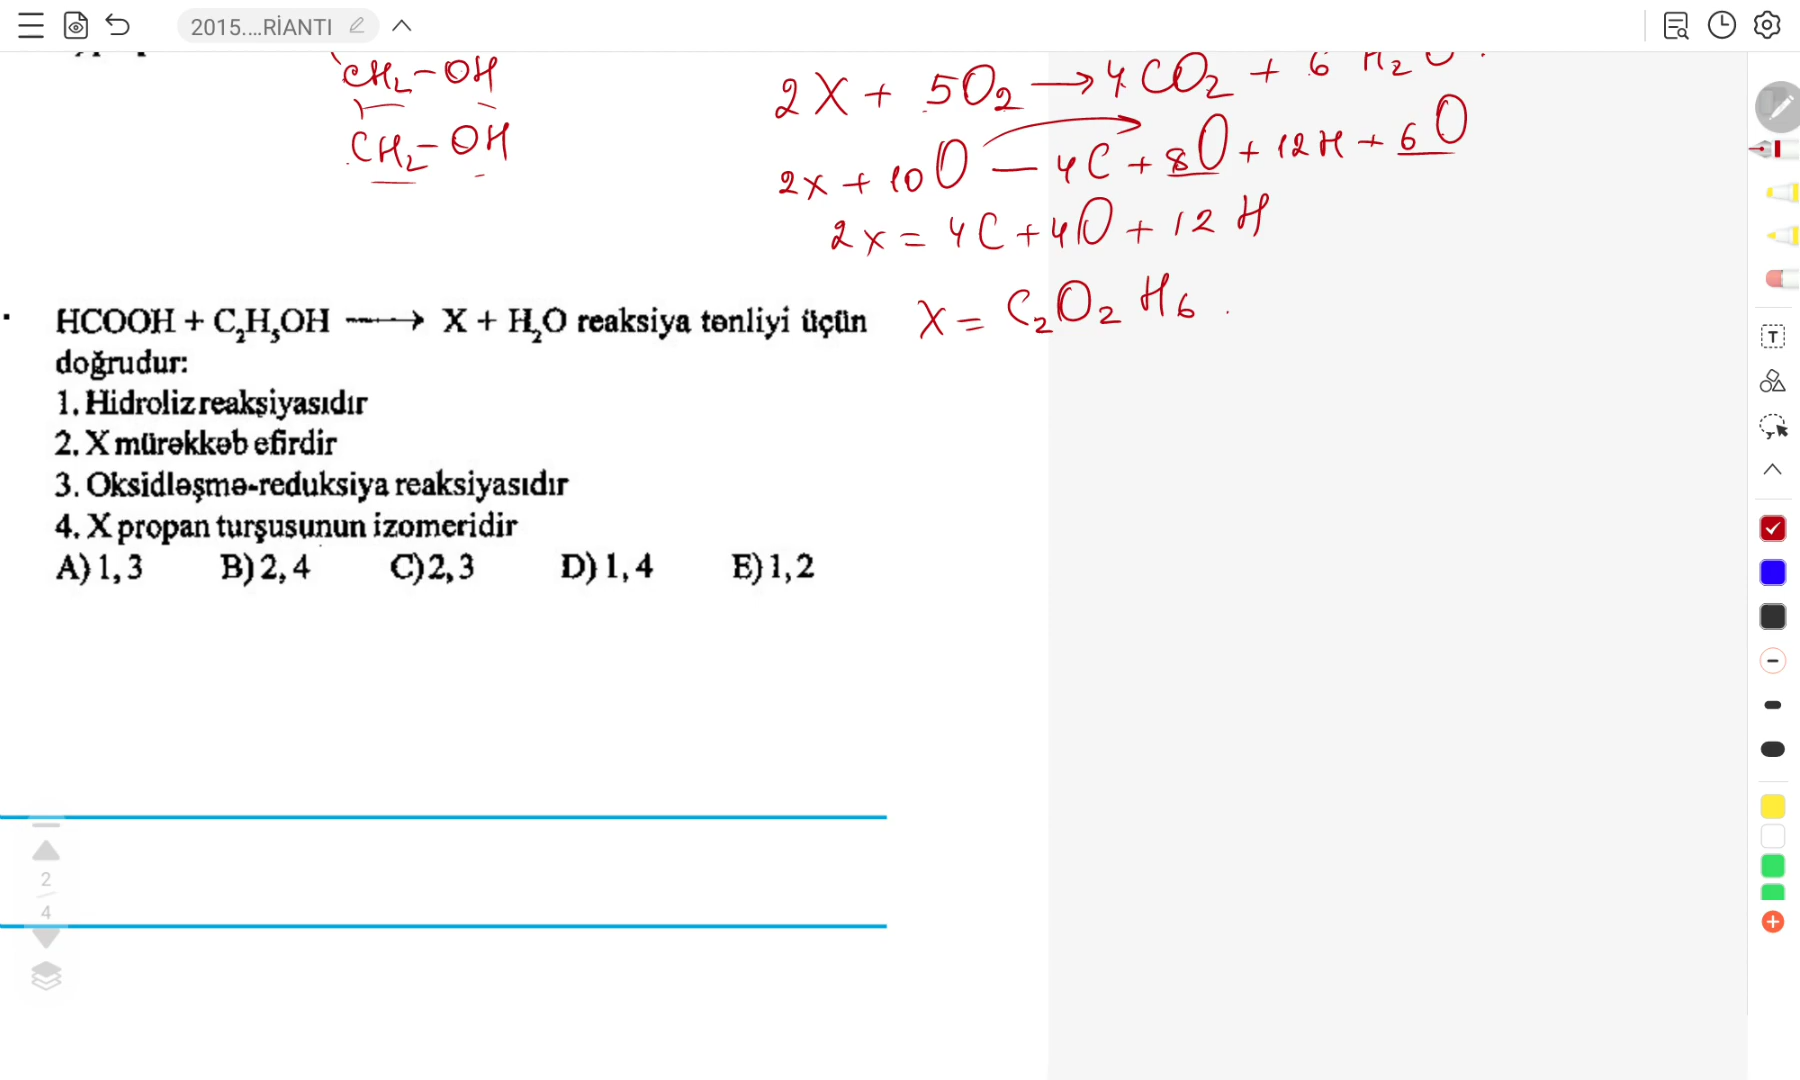 2015....RİANTI
CH₂-OH
CH₂-OH
2X + 5O₂ → 4CO₂ + 6H₂O.
2x + 10O — 4C + 8O + 12H + 6O
2x = 4C + 4O + 12H
X = C₂O₂H₆.
HCOOH + C₂H₅OH ⟶ X + H₂O reaksiya tənliyi üçün
doğrudur:
1. Hidroliz reaksiyasıdır
2. X mürəkkəb efirdir
3. Oksidləşmə-reduksiya reaksiyasıdır
4. X propan turşusunun izomeridir
A) 1, 3 B) 2, 4 C) 2, 3 D) 1, 4 E) 1, 2
2
4
T